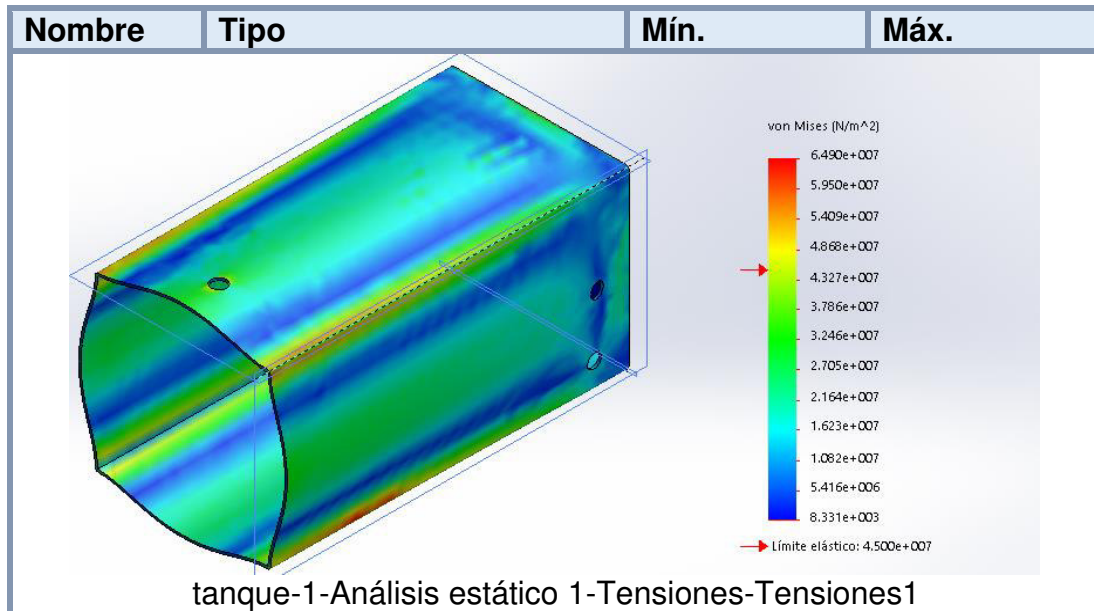 Nombre Tipo Mín. Máx.
von Mises (N/m^2)
6.490e+007
5.950e+007
5.409e+007
4.868e+007
4.327e+007
3.786e+007
3.246e+007
2.705e+007
2.164e+007
1.623e+007
1.082e+007
5.416e+006
8.331e+003
Límite elástico: 4.500e+007
tanque-1-Análisis estático 1-Tensiones-Tensiones1